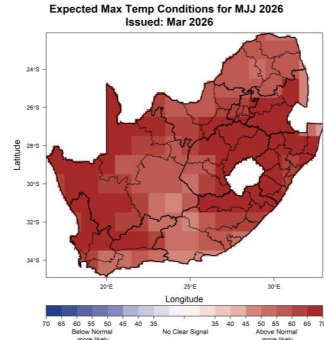 Expected Max Temp Conditions for MJJ 2026
Issued: Mar 2026
24°S
26°S
28°S
30°S
32°S
34°S
Latitude
20°E
25°E
30°E
Longitude
70 65 60 55 50 45 40 35 35 40 45 50 55 60 65 70
Below Normal No Clear Signal Above Normal
more likely more likely